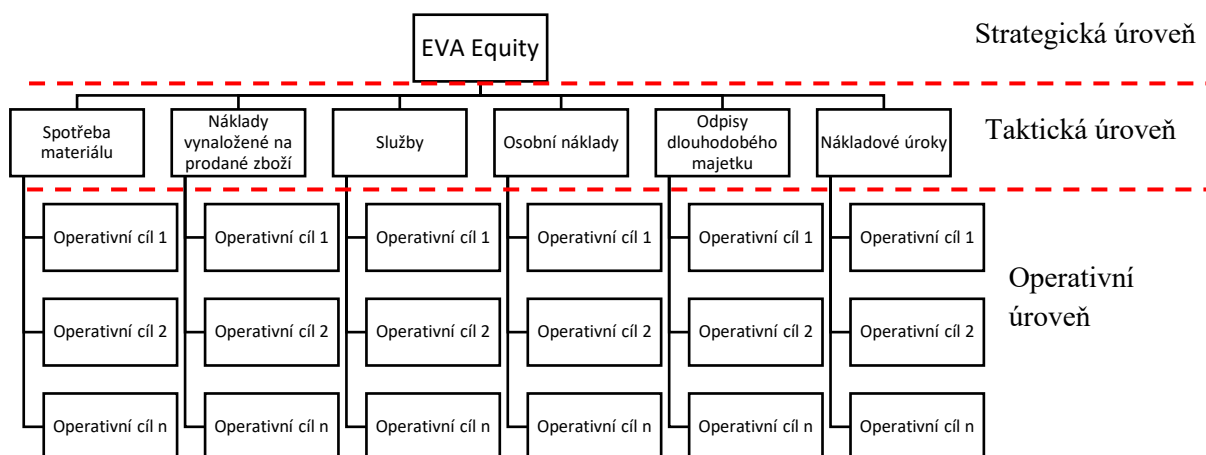 EVA Equity
Strategická úroveň
Spotřeba
materiálu
Náklady
vynaložené na
prodané zboží
Služby
Osobní náklady
Odpisy
dlouhodobého
majetku
Nákladové úroky
Taktická úroveň
Operativní cíl 1
Operativní cíl 1
Operativní cíl 1
Operativní cíl 1
Operativní cíl 1
Operativní cíl 1
Operativní
úroveň
Operativní cíl 2
Operativní cíl 2
Operativní cíl 2
Operativní cíl 2
Operativní cíl 2
Operativní cíl 2
Operativní cíl n
Operativní cíl n
Operativní cíl n
Operativní cíl n
Operativní cíl n
Operativní cíl n